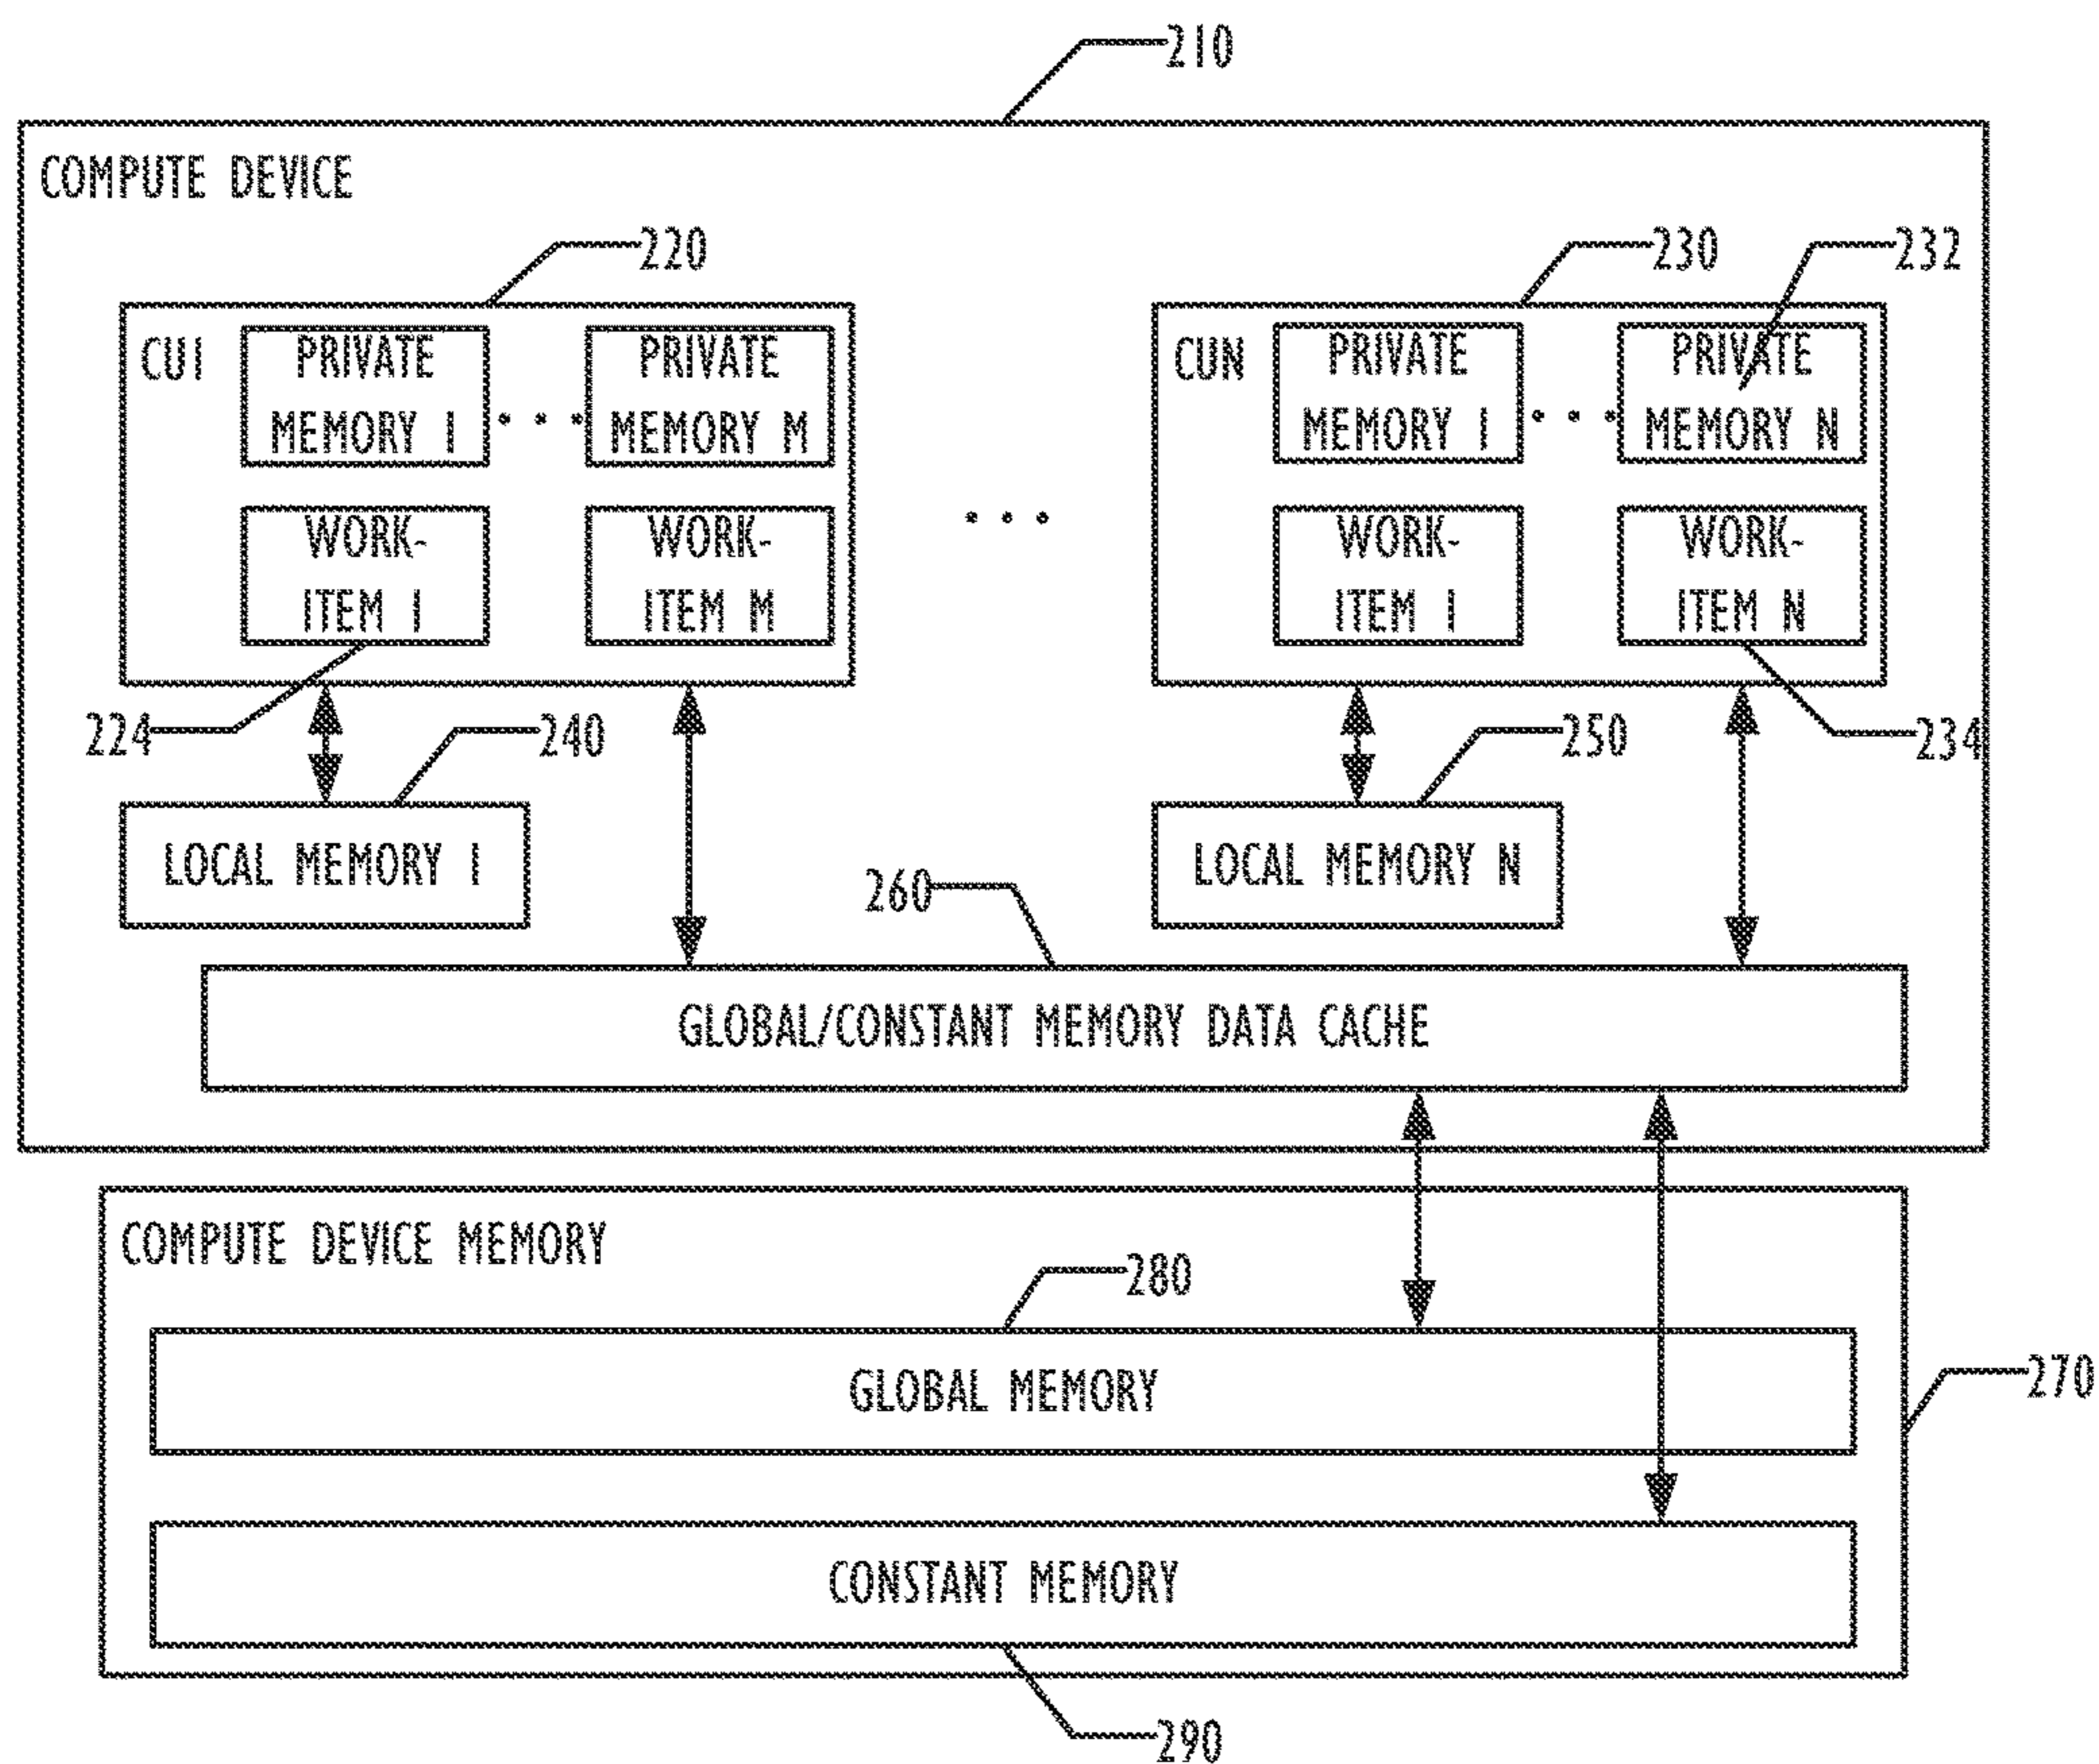 210
COMPUTE DEVICE
220
230
232
CU1
PRIVATE
MEMORY 1
PRIVATE
MEMORY M
CUN
PRIVATE
MEMORY 1
PRIVATE
MEMORY N
WORK-
ITEM 1
WORK-
ITEM M
WORK-
ITEM 1
WORK-
ITEM N
224
240
250
234
LOCAL MEMORY 1
LOCAL MEMORY N
260
GLOBAL/CONSTANT MEMORY DATA CACHE
COMPUTE DEVICE MEMORY
280
GLOBAL MEMORY
270
CONSTANT MEMORY
290